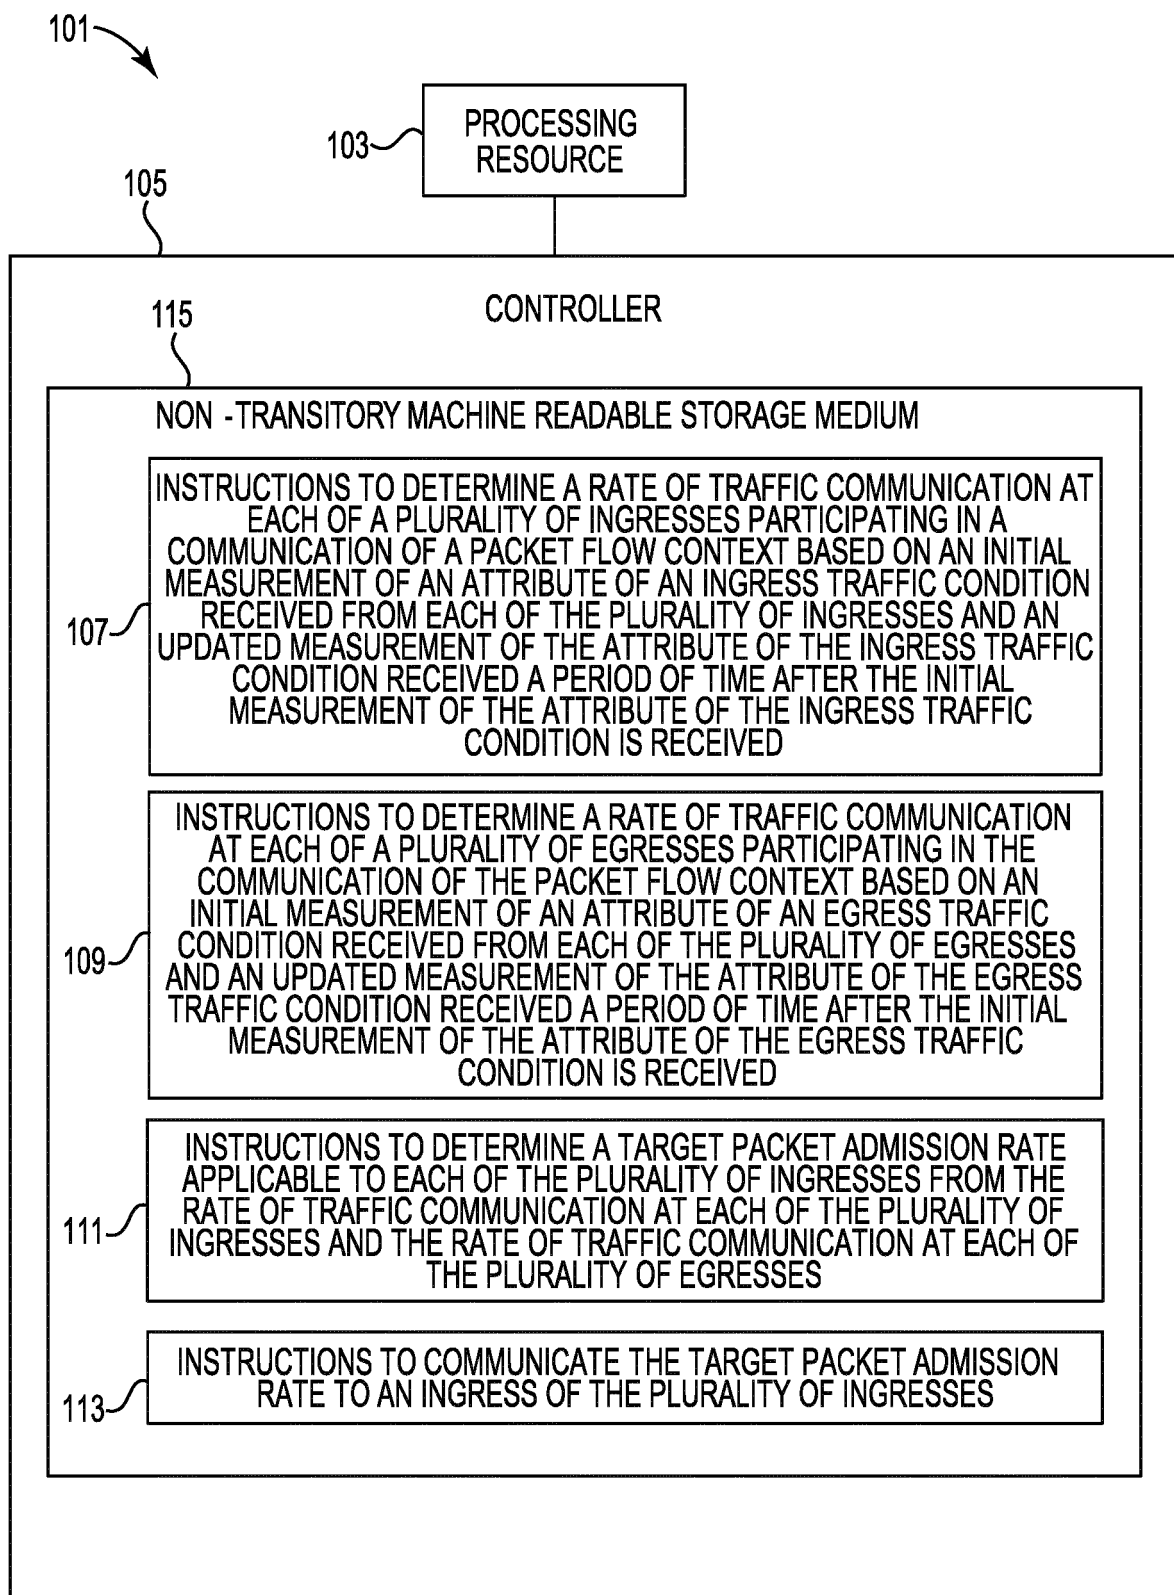 101
103
PROCESSING
RESOURCE
105
CONTROLLER
115
NON -TRANSITORY MACHINE READABLE STORAGE MEDIUM
107
INSTRUCTIONS TO DETERMINE A RATE OF TRAFFIC COMMUNICATION AT
EACH OF A PLURALITY OF INGRESSES PARTICIPATING IN A
COMMUNICATION OF A PACKET FLOW CONTEXT BASED ON AN INITIAL
MEASUREMENT OF AN ATTRIBUTE OF AN INGRESS TRAFFIC CONDITION
RECEIVED FROM EACH OF THE PLURALITY OF INGRESSES AND AN
UPDATED MEASUREMENT OF THE ATTRIBUTE OF THE INGRESS TRAFFIC
CONDITION RECEIVED A PERIOD OF TIME AFTER THE INITIAL
MEASUREMENT OF THE ATTRIBUTE OF THE INGRESS TRAFFIC
CONDITION IS RECEIVED
109
INSTRUCTIONS TO DETERMINE A RATE OF TRAFFIC COMMUNICATION
AT EACH OF A PLURALITY OF EGRESSES PARTICIPATING IN THE
COMMUNICATION OF THE PACKET FLOW CONTEXT BASED ON AN
INITIAL MEASUREMENT OF AN ATTRIBUTE OF AN EGRESS TRAFFIC
CONDITION RECEIVED FROM EACH OF THE PLURALITY OF EGRESSES
AND AN UPDATED MEASUREMENT OF THE ATTRIBUTE OF THE EGRESS
TRAFFIC CONDITION RECEIVED A PERIOD OF TIME AFTER THE INITIAL
MEASUREMENT OF THE ATTRIBUTE OF THE EGRESS TRAFFIC
CONDITION IS RECEIVED
111
INSTRUCTIONS TO DETERMINE A TARGET PACKET ADMISSION RATE
APPLICABLE TO EACH OF THE PLURALITY OF INGRESSES FROM THE
RATE OF TRAFFIC COMMUNICATION AT EACH OF THE PLURALITY OF
INGRESSES AND THE RATE OF TRAFFIC COMMUNICATION AT EACH OF
THE PLURALITY OF EGRESSES
113
INSTRUCTIONS TO COMMUNICATE THE TARGET PACKET ADMISSION
RATE TO AN INGRESS OF THE PLURALITY OF INGRESSES